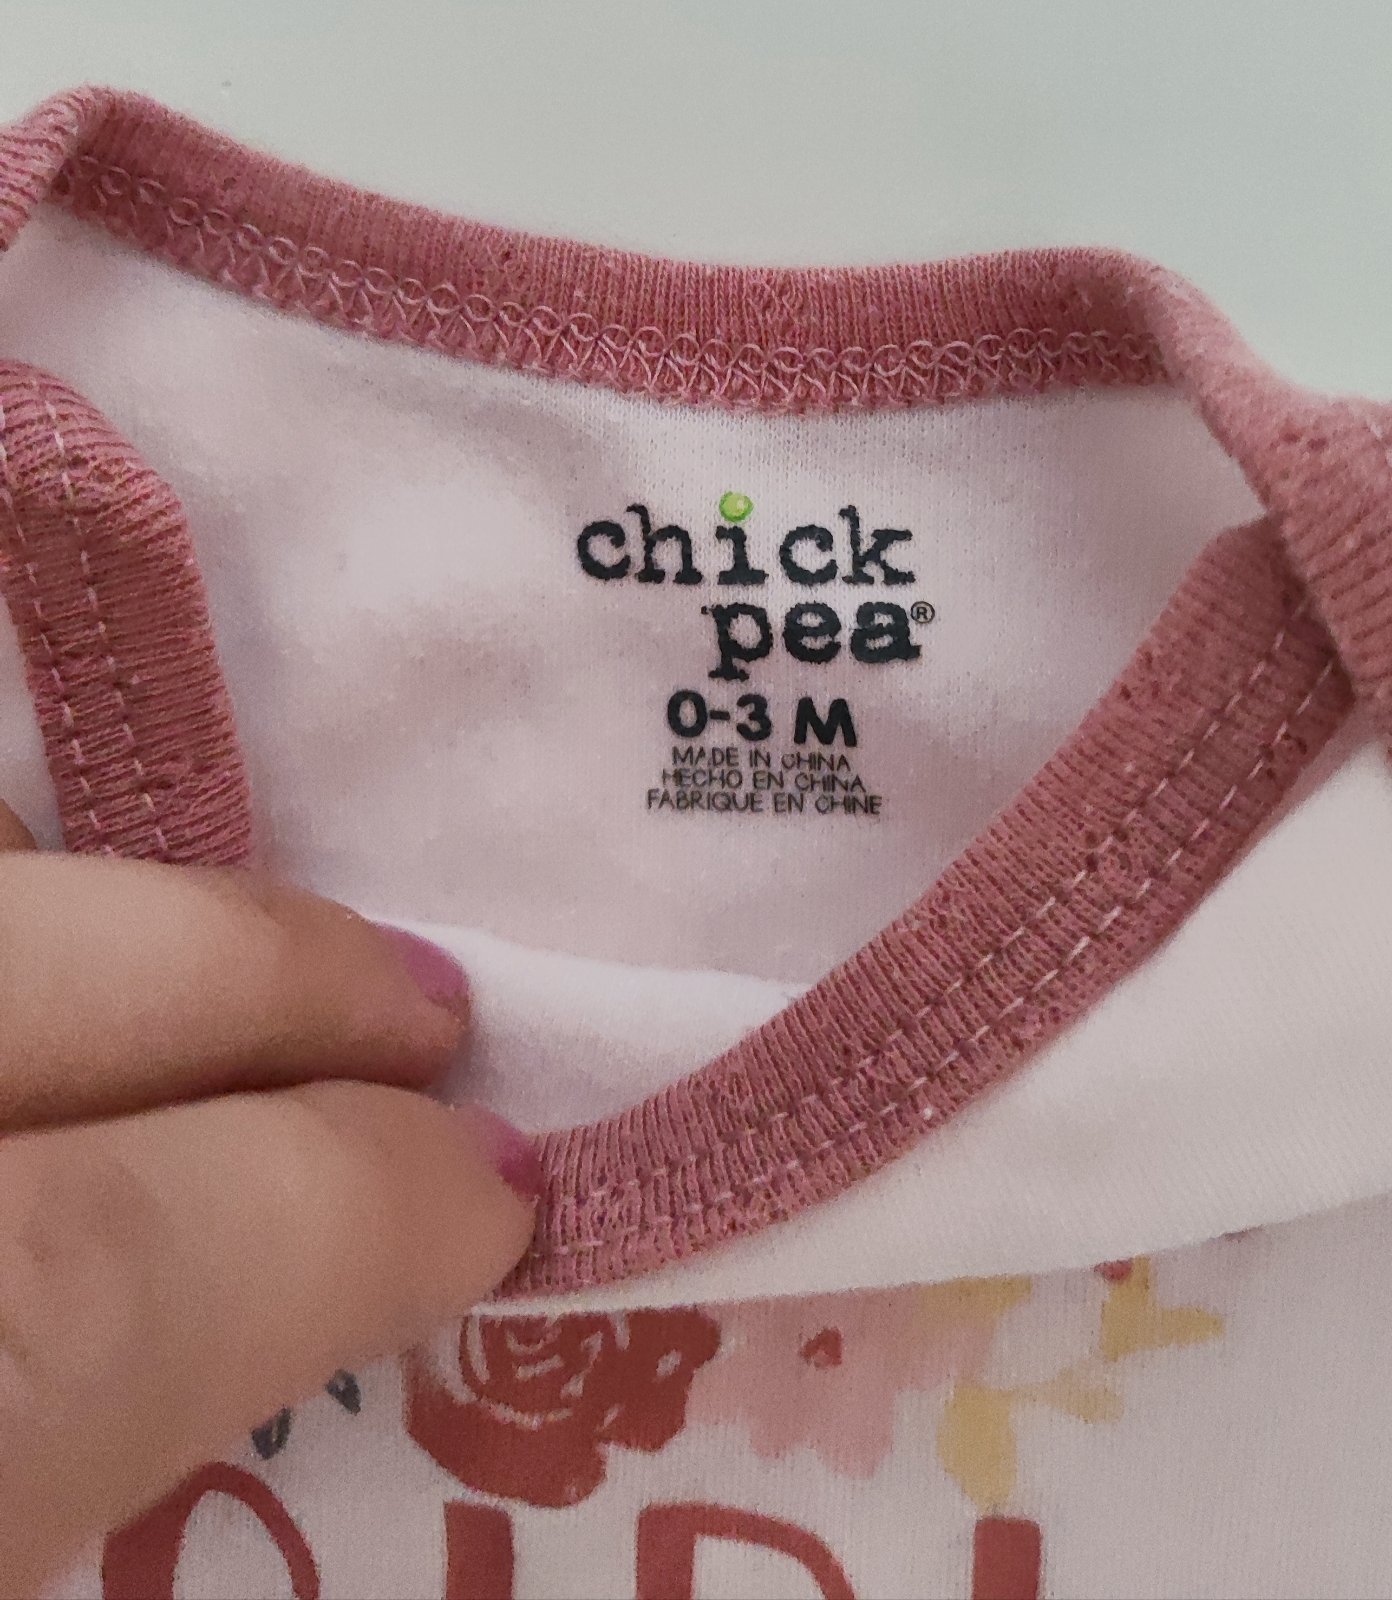 chick
pea®
0-3 M
MADE IN CHINA
HECHO EN CHINA
FABRIQUE EN CHINE